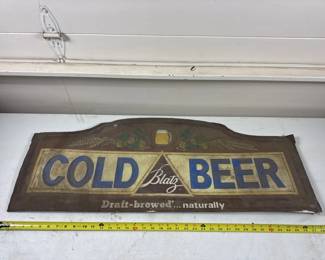 COLD Blatz BEER
Draft-brewed... naturally